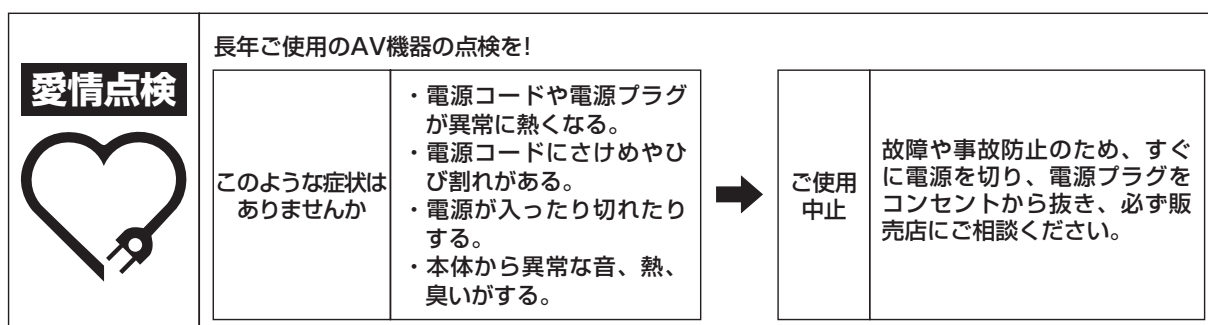 愛情点検
長年ご使用のAV機器の点検を!
このような症状は
ありませんか
・電源コードや電源プラグ
が異常に熱くなる。
・電源コードにさけめやひ
び割れがある。
・電源が入ったり切れたり
する。
・本体から異常な音、熱、
臭いがする。
ご使用
中止
故障や事故防止のため、すぐ
に電源を切り、電源プラグを
コンセントから抜き、必ず販
売店にご相談ください。